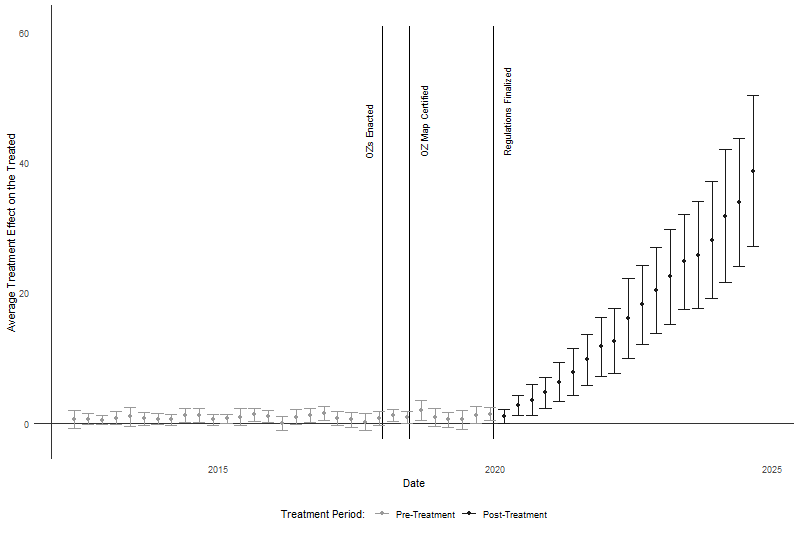 60
40
20
0
Average Treatment Effect on the Treated
OZs Enacted
OZ Map Certified
Regulations Finalized
2015
2020
2025
Date
Treatment Period:
Pre-Treatment
Post-Treatment